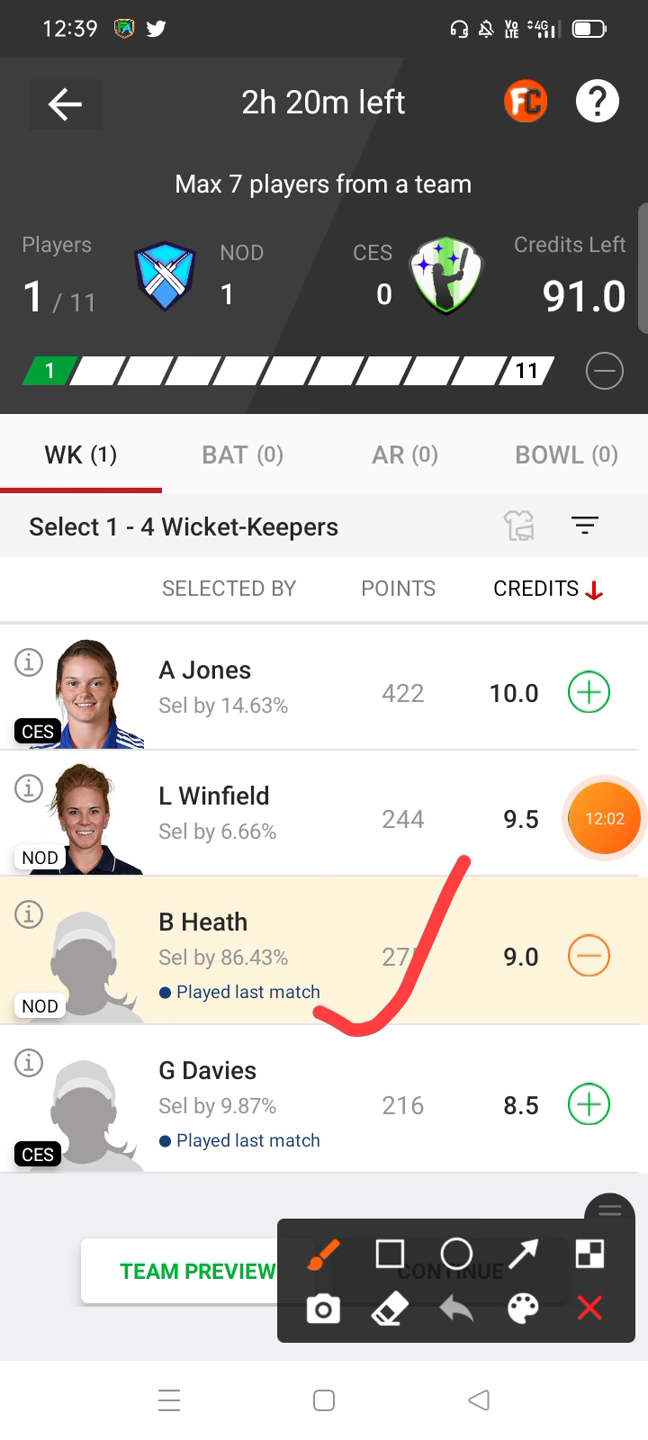 12:39
Vo LTE
4G
2h 20m left
FC
?
Max 7 players from a team
Players
NOD
CES
Credits Left
1 / 11
1
0
91.0
1
11
WK (1)
BAT (0)
AR (0)
BOWL (0)
Select 1 - 4 Wicket-Keepers
SELECTED BY
POINTS
CREDITS
A Jones
Sel by 14.63%
422
10.0
CES
L Winfield
Sel by 6.66%
244
9.5
12:02
NOD
B Heath
Sel by 86.43%
9.0
Played last match
NOD
G Davies
Sel by 9.87%
216
8.5
Played last match
CES
TEAM PREVIEW
CONTINUE